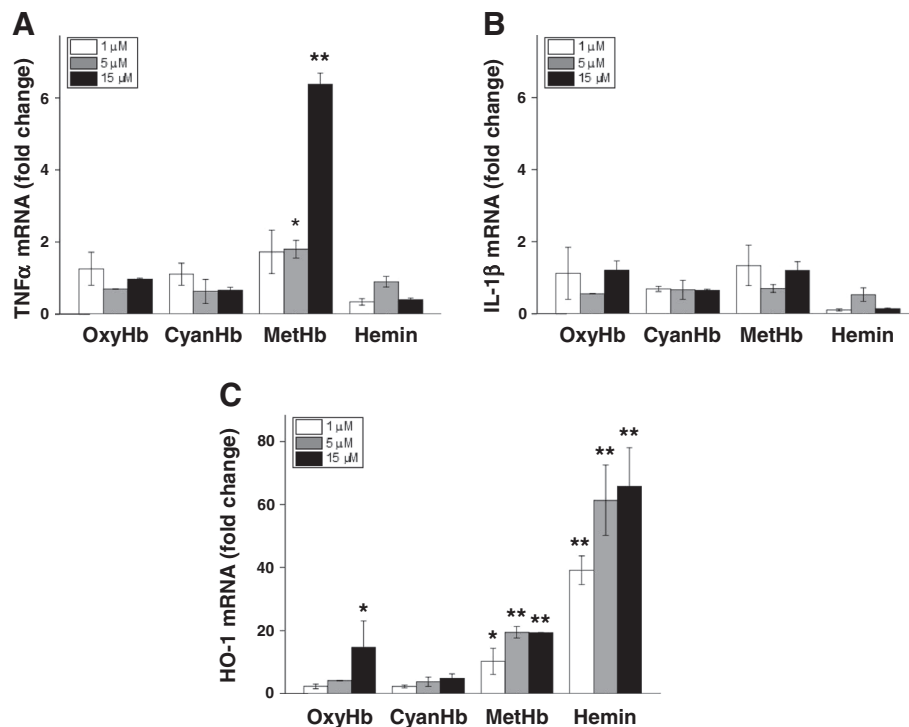 A
1 μM
5 μM
15 μM
TNFα mRNA (fold change)
6
4
2
0
**
*
OxyHb CyanHb MetHb Hemin
B
1 μM
5 μM
15 μM
IL-1β mRNA (fold change)
6
4
2
0
OxyHb CyanHb MetHb Hemin
C
1 μM
5 μM
15 μM
HO-1 mRNA (fold change)
80
60
40
20
0
*
* ** **
** ** **
OxyHb CyanHb MetHb Hemin